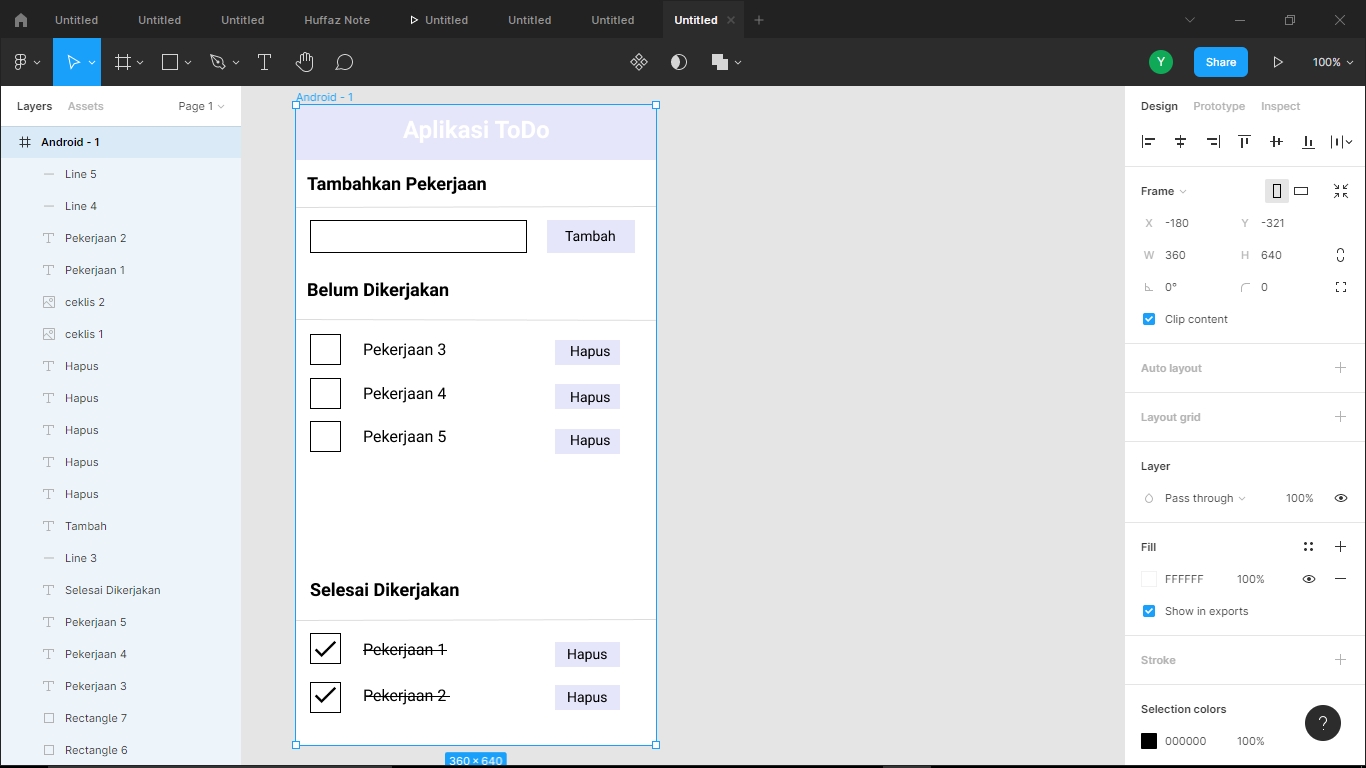 Untitled Untitled Untitled Huffaz Note Untitled Untitled Untitled Untitled
Y Share 100%
Layers Assets Page 1
Android - 1
Line 5
Line 4
Pekerjaan 2
Pekerjaan 1
ceklis 2
ceklis 1
Hapus
Hapus
Hapus
Hapus
Hapus
Tambah
Line 3
Selesai Dikerjakan
Pekerjaan 5
Pekerjaan 4
Pekerjaan 3
Rectangle 7
Rectangle 6
Android - 1
Aplikasi ToDo
Tambahkan Pekerjaan
Tambah
Belum Dikerjakan
Pekerjaan 3 Hapus
Pekerjaan 4 Hapus
Pekerjaan 5 Hapus
Selesai Dikerjakan
Pekerjaan 1 Hapus
Pekerjaan 2 Hapus
360 × 640
Design Prototype Inspect
Frame
X -180 Y -321
W 360 H 640
0° 0
Clip content
Auto layout
Layout grid
Layer
Pass through 100%
Fill
FFFFFF 100%
Show in exports
Stroke
Selection colors
000000 100%
?